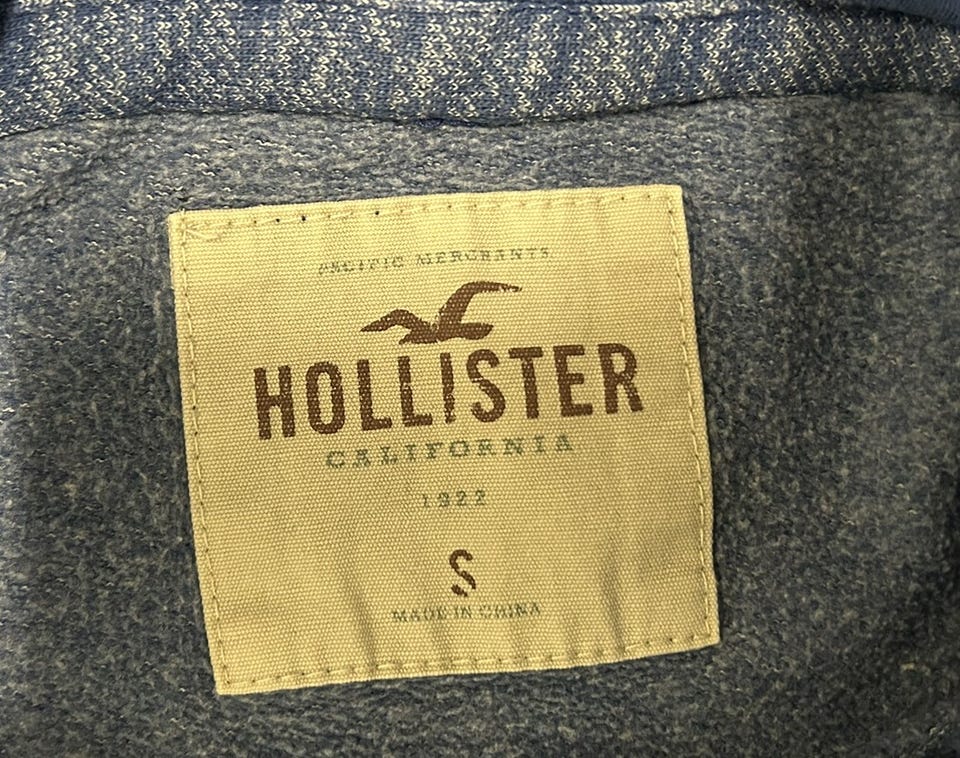 PACIFIC MERCHANTS
HOLLISTER
CALIFORNIA
1922
S
MADE IN CHINA